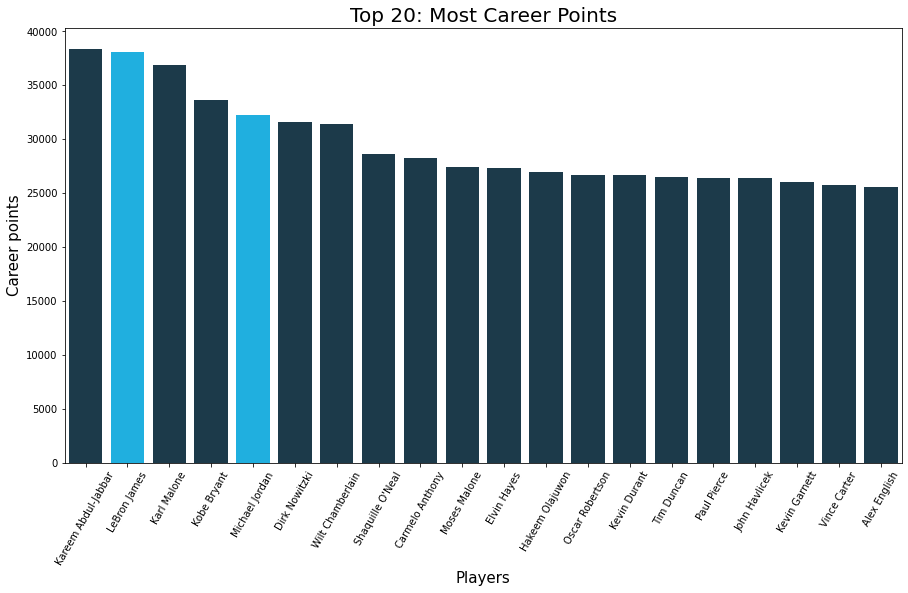 Top 20: Most Career Points
Career points
40000
35000
30000
25000
20000
15000
10000
5000
0
Kareem Abdul-Jabbar
LeBron James
Karl Malone
Kobe Bryant
Michael Jordan
Dirk Nowitzki
Wilt Chamberlain
Shaquille O'Neal
Carmelo Anthony
Moses Malone
Elvin Hayes
Hakeem Olajuwon
Oscar Robertson
Kevin Durant
Tim Duncan
Paul Pierce
John Havlicek
Kevin Garnett
Vince Carter
Alex English
Players